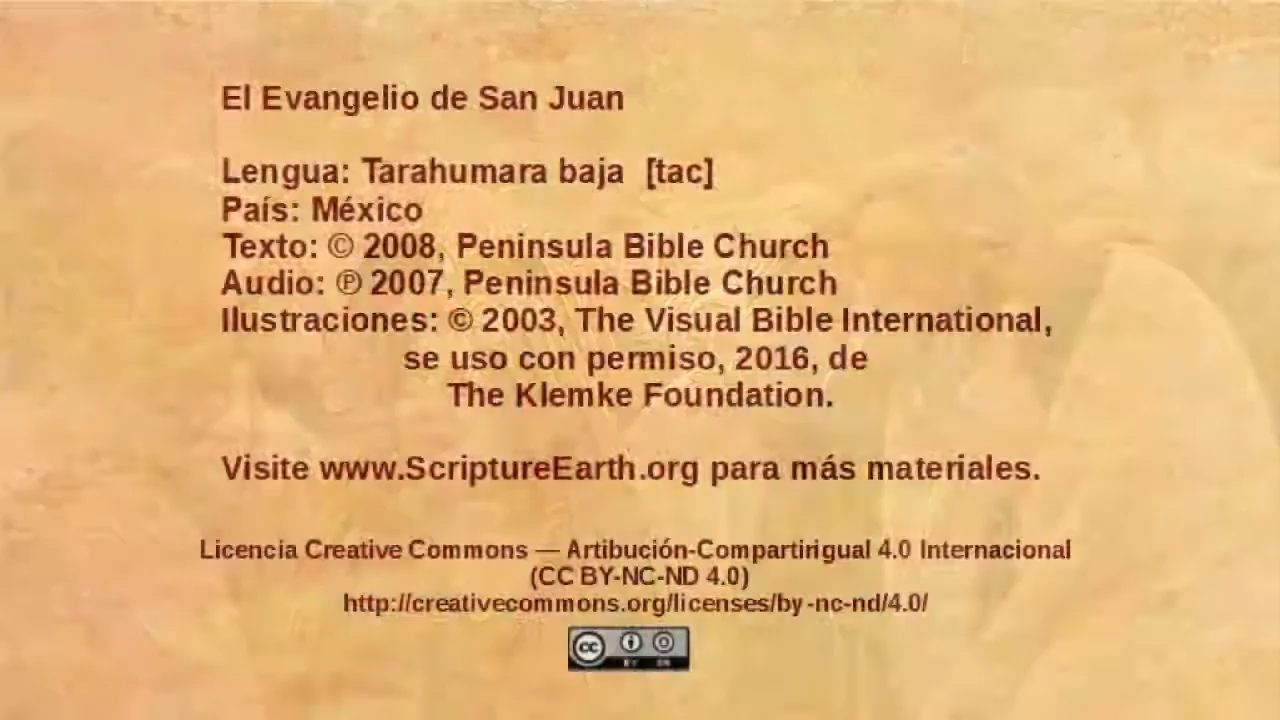 El Evangelio de San Juan
Lengua: Tarahumara baja [tac]
País: México
Texto: © 2008, Peninsula Bible Church
Audio: ℗ 2007, Peninsula Bible Church
Ilustraciones: © 2003, The Visual Bible International,
se uso con permiso, 2016, de
The Klemke Foundation.
Visite www.ScriptureEarth.org para más materiales.
Licencia Creative Commons — Artibución-Compartirigual 4.0 Internacional
(CC BY-NC-ND 4.0)
http://creativecommons.org/licenses/by-nc-nd/4.0/
cc